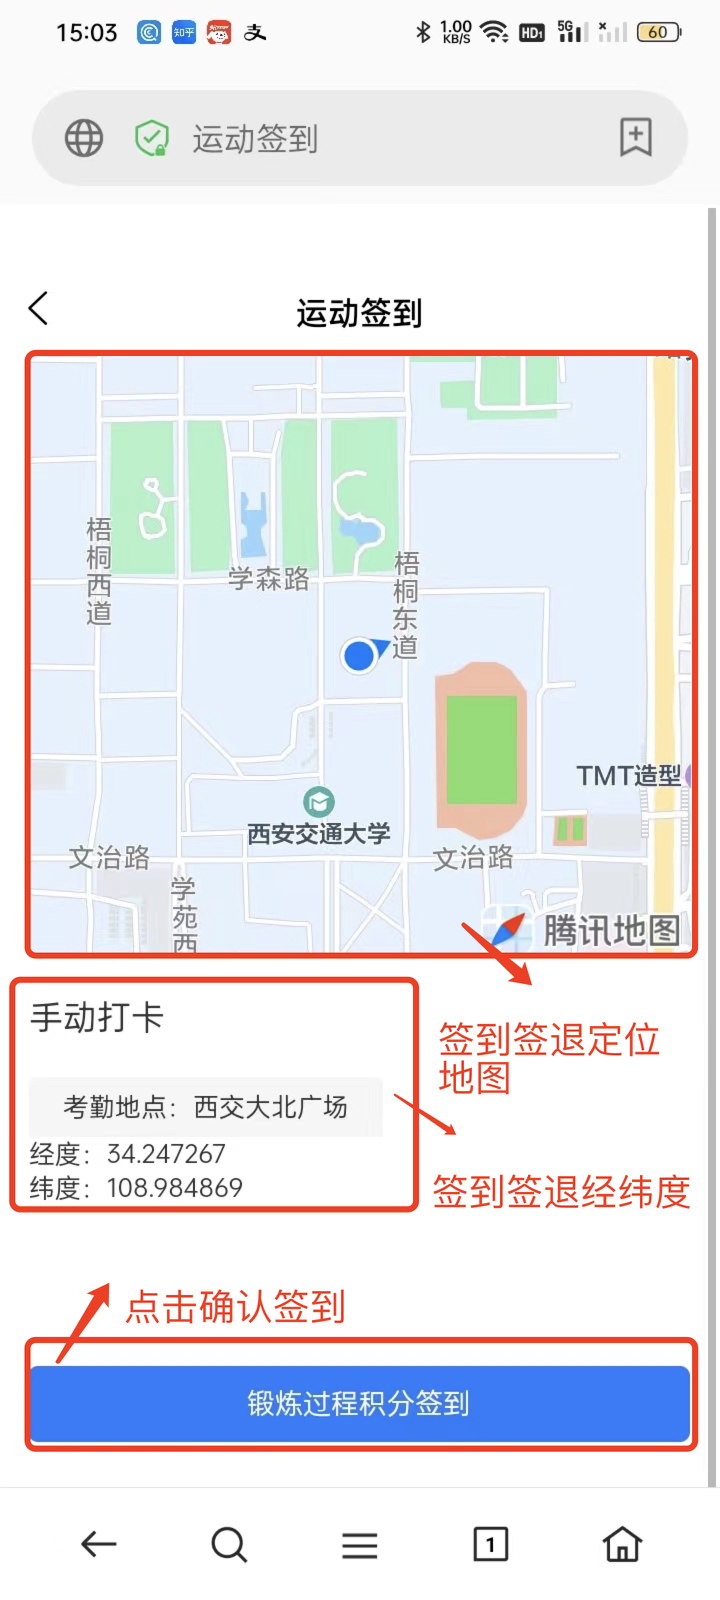 15:03
知乎
支
1.00
KB/S
HD1
5G
60
运动签到
运动签到
梧桐西道
学森路
梧桐东道
TMT造型
西安交通大学
文治路
文治路
学苑西
腾讯地图
手动打卡
签到签退定位
地图
考勤地点：西交大北广场
经度：34.247267
纬度：108.984869
签到签退经纬度
点击确认签到
锻炼过程积分签到
1